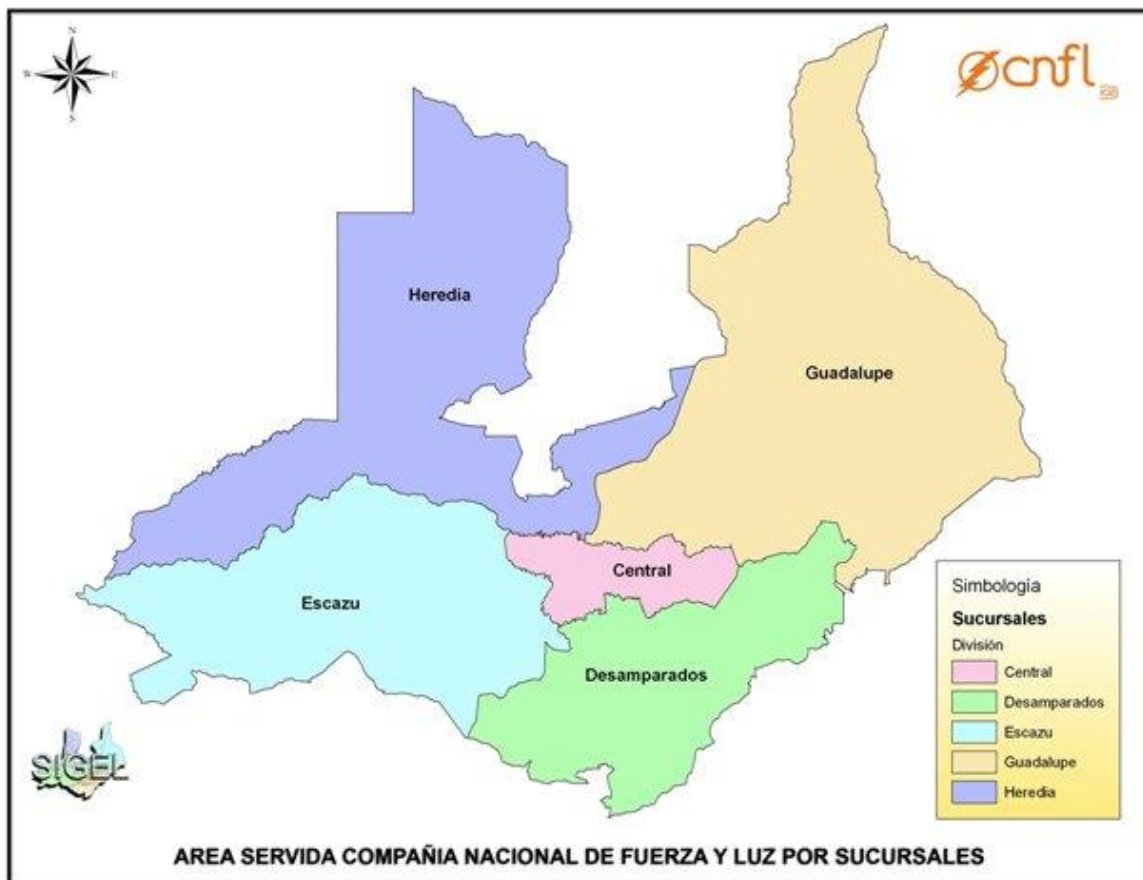 N
W E
S
cnfl
Heredia
Guadalupe
Central
Escazu
Desamparados
Simbología
Sucursales
División
Central
Desamparados
Escazu
Guadalupe
Heredia
SIGEL
AREA SERVIDA COMPAÑIA NACIONAL DE FUERZA Y LUZ POR SUCURSALES